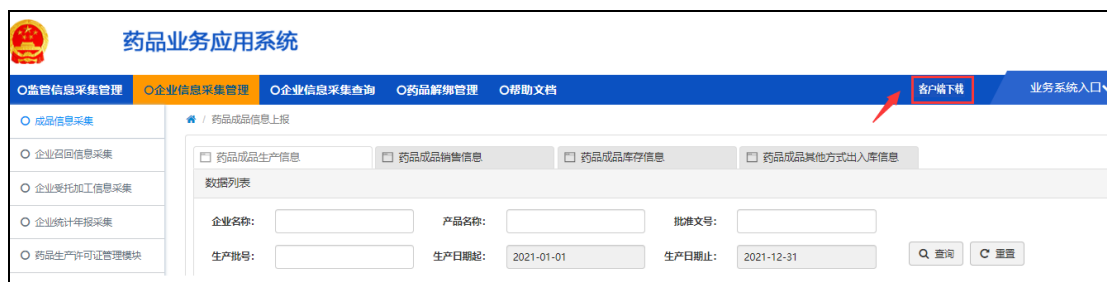 药品业务应用系统
监管信息采集管理 企业信息采集管理 企业信息采集查询 药品解绑管理 帮助文档 客户端下载 业务系统入口
成品信息采集 / 药品成品信息上报
企业召回信息采集 药品成品生产信息 药品成品销售信息 药品成品库存信息 药品成品其他方式出入库信息
数据列表
企业受托加工信息采集
企业统计年报采集 企业名称: 产品名称: 批准文号:
药品生产许可证管理模块 生产批号: 生产日期起: 2021-01-01 生产日期止: 2021-12-31 查询 重置